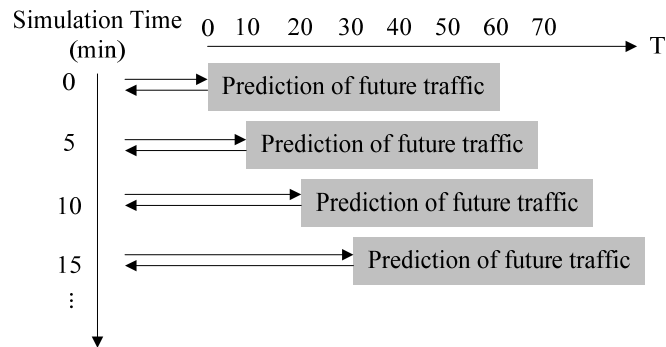 Simulation Time
(min)
0 10 20 30 40 50 60 70
T
0
Prediction of future traffic
5
Prediction of future traffic
10
Prediction of future traffic
15
Prediction of future traffic
...